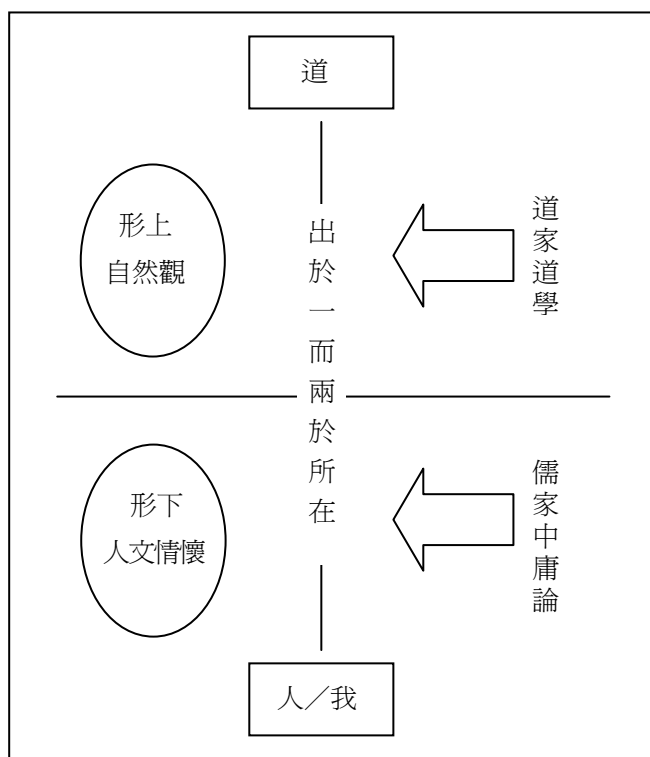 道
形上
自然觀
出於一而兩於所在
道家道學
形下
人文情懷
儒家中庸論
人／我